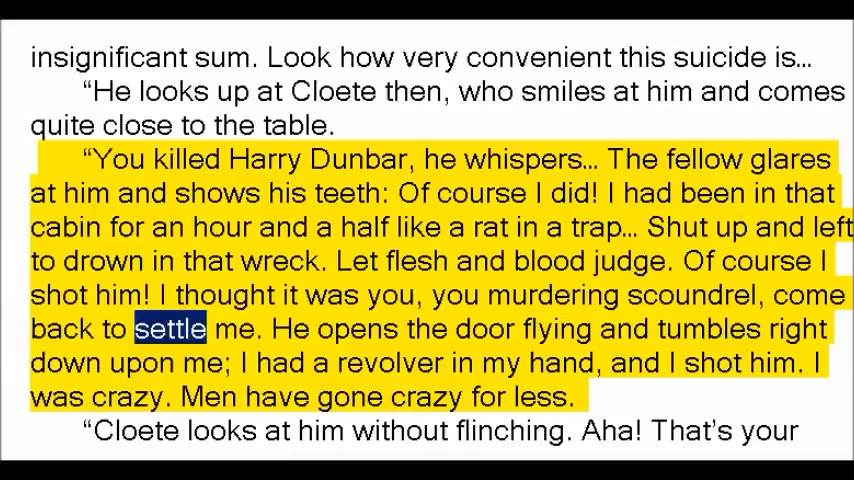 insignificant sum. Look how very convenient this suicide is…
“He looks up at Cloete then, who smiles at him and comes
quite close to the table.
“You killed Harry Dunbar, he whispers… The fellow glares
at him and shows his teeth: Of course I did! I had been in that
cabin for an hour and a half like a rat in a trap… Shut up and left
to drown in that wreck. Let flesh and blood judge. Of course I
shot him! I thought it was you, you murdering scoundrel, come
back to settle me. He opens the door flying and tumbles right
down upon me; I had a revolver in my hand, and I shot him. I
was crazy. Men have gone crazy for less.
“Cloete looks at him without flinching. Aha! That’s your